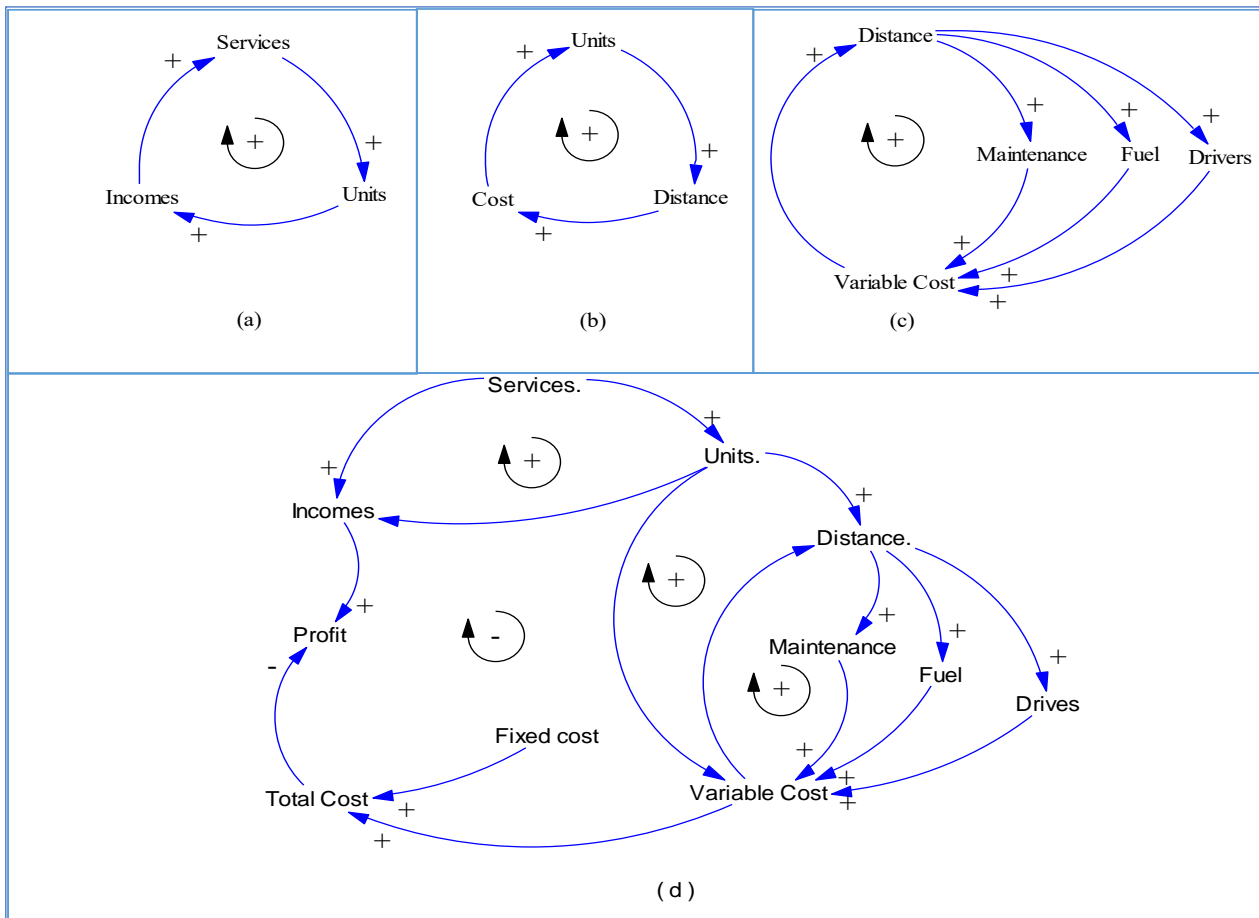 Services
+
+
+
Incomes
Units
+
(a)
Units
+
+
+
Cost
Distance
+
(b)
Distance
+
+
+
+
+
Maintenance
Fuel
Drivers
+
+
+
Variable Cost
(c)
Services.
+
Units.
+
+
Incomes
+
Distance.
+
+
+
Profit
-
-
+
Maintenance
+
+
Fuel
+
Drives
Fixed cost
+
+
+
Variable Cost
Total Cost
+
+
( d )